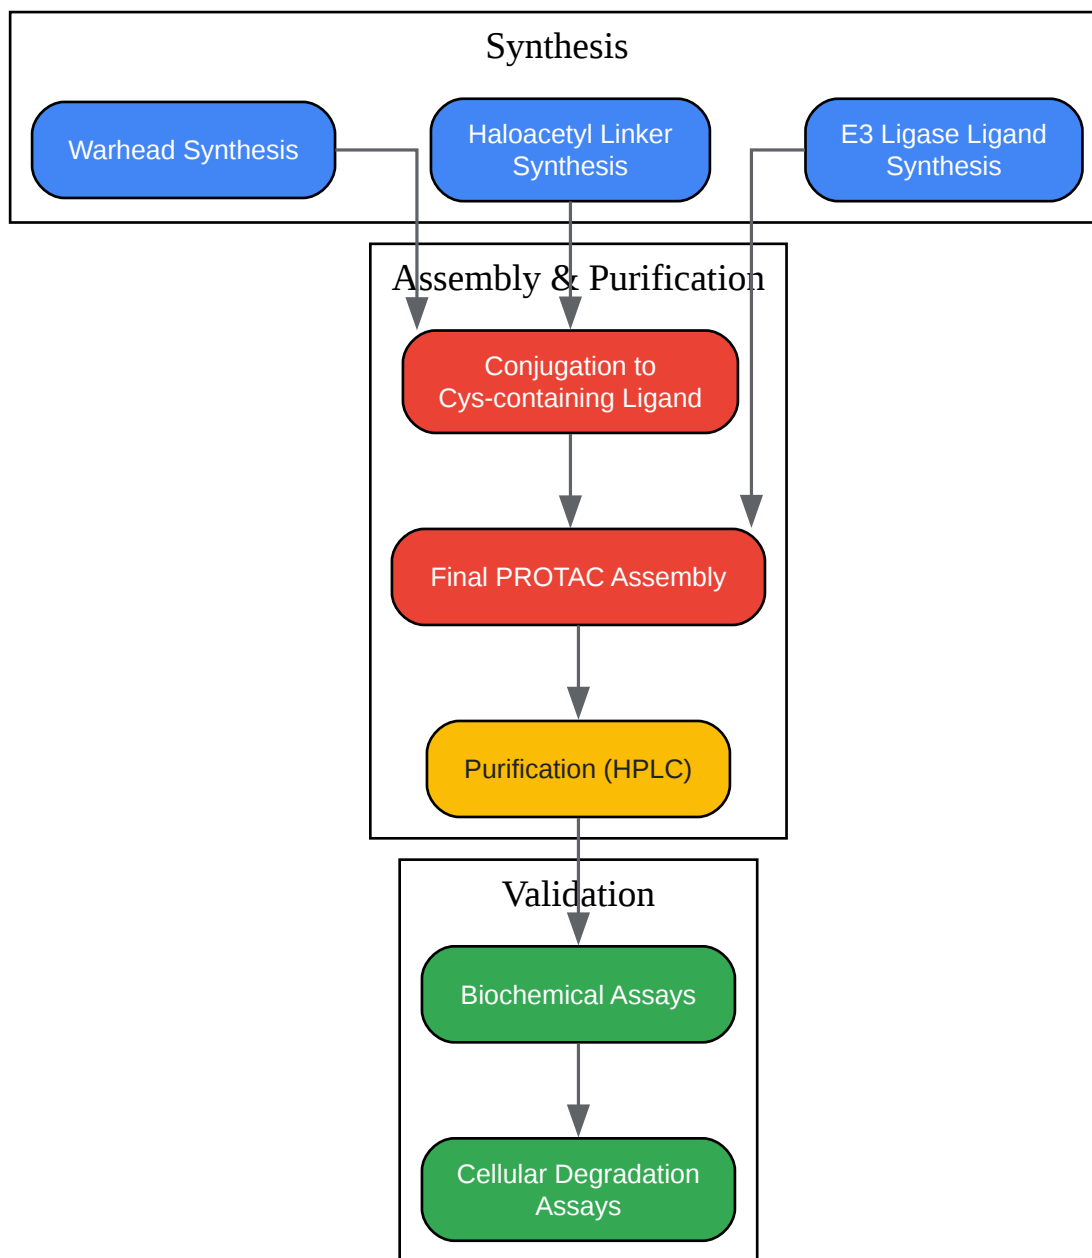 Synthesis
Warhead Synthesis
Haloacetyl Linker
Synthesis
E3 Ligase Ligand
Synthesis
Assembly & Purification
Conjugation to
Cys-containing Ligand
Final PROTAC Assembly
Purification (HPLC)
Validation
Biochemical Assays
Cellular Degradation
Assays